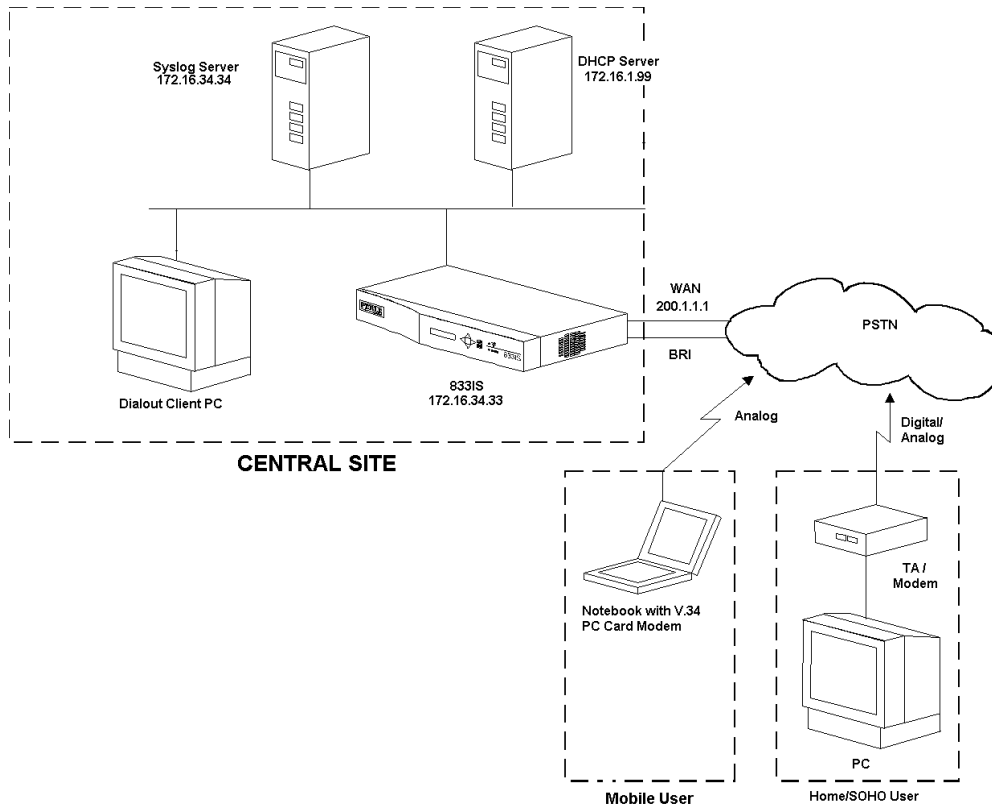 Syslog Server
172.16.34.34
DHCP Server
172.16.1.99
WAN
200.1.1.1
PSTN
BRI
PERLE
833IS
Dialout Client PC
833IS
172.16.34.33
Analog
Digital/
Analog
CENTRAL SITE
TA /
Modem
Notebook with V.34
PC Card Modem
PC
Mobile User
Home/SOHO User